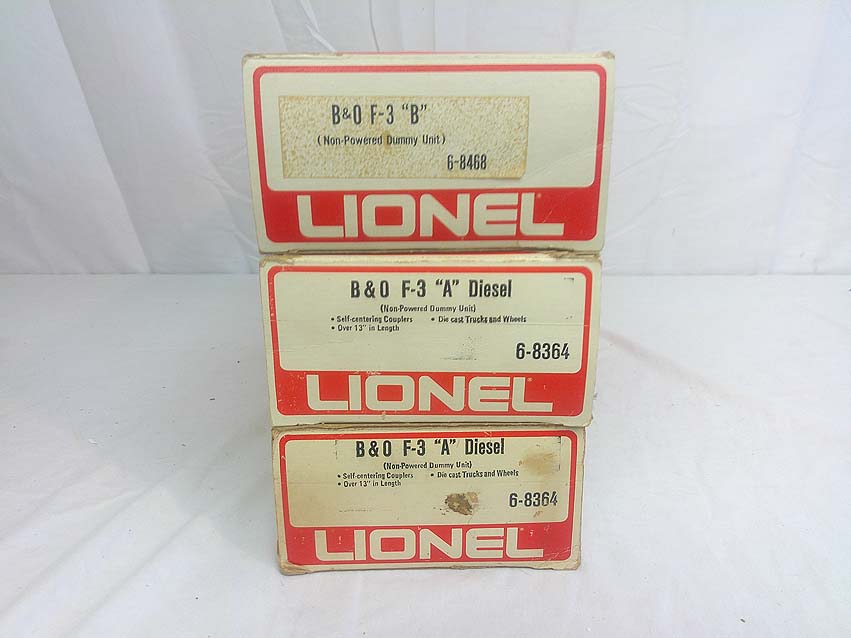 B&O F-3 "B"
(Non-Powered Dummy Unit)
6-8468
LIONEL
B&O F-3 "A" Diesel
(Non-Powered Dummy Unit)
• Self-centering Couplers • Die cast Trucks and Wheels
• Over 13" in Length
6-8364
LIONEL
B&O F-3 "A" Diesel
(Non-Powered Dummy Unit)
• Self-centering Couplers • Die cast Trucks and Wheels
• Over 13" in Length
6-8364
LIONEL